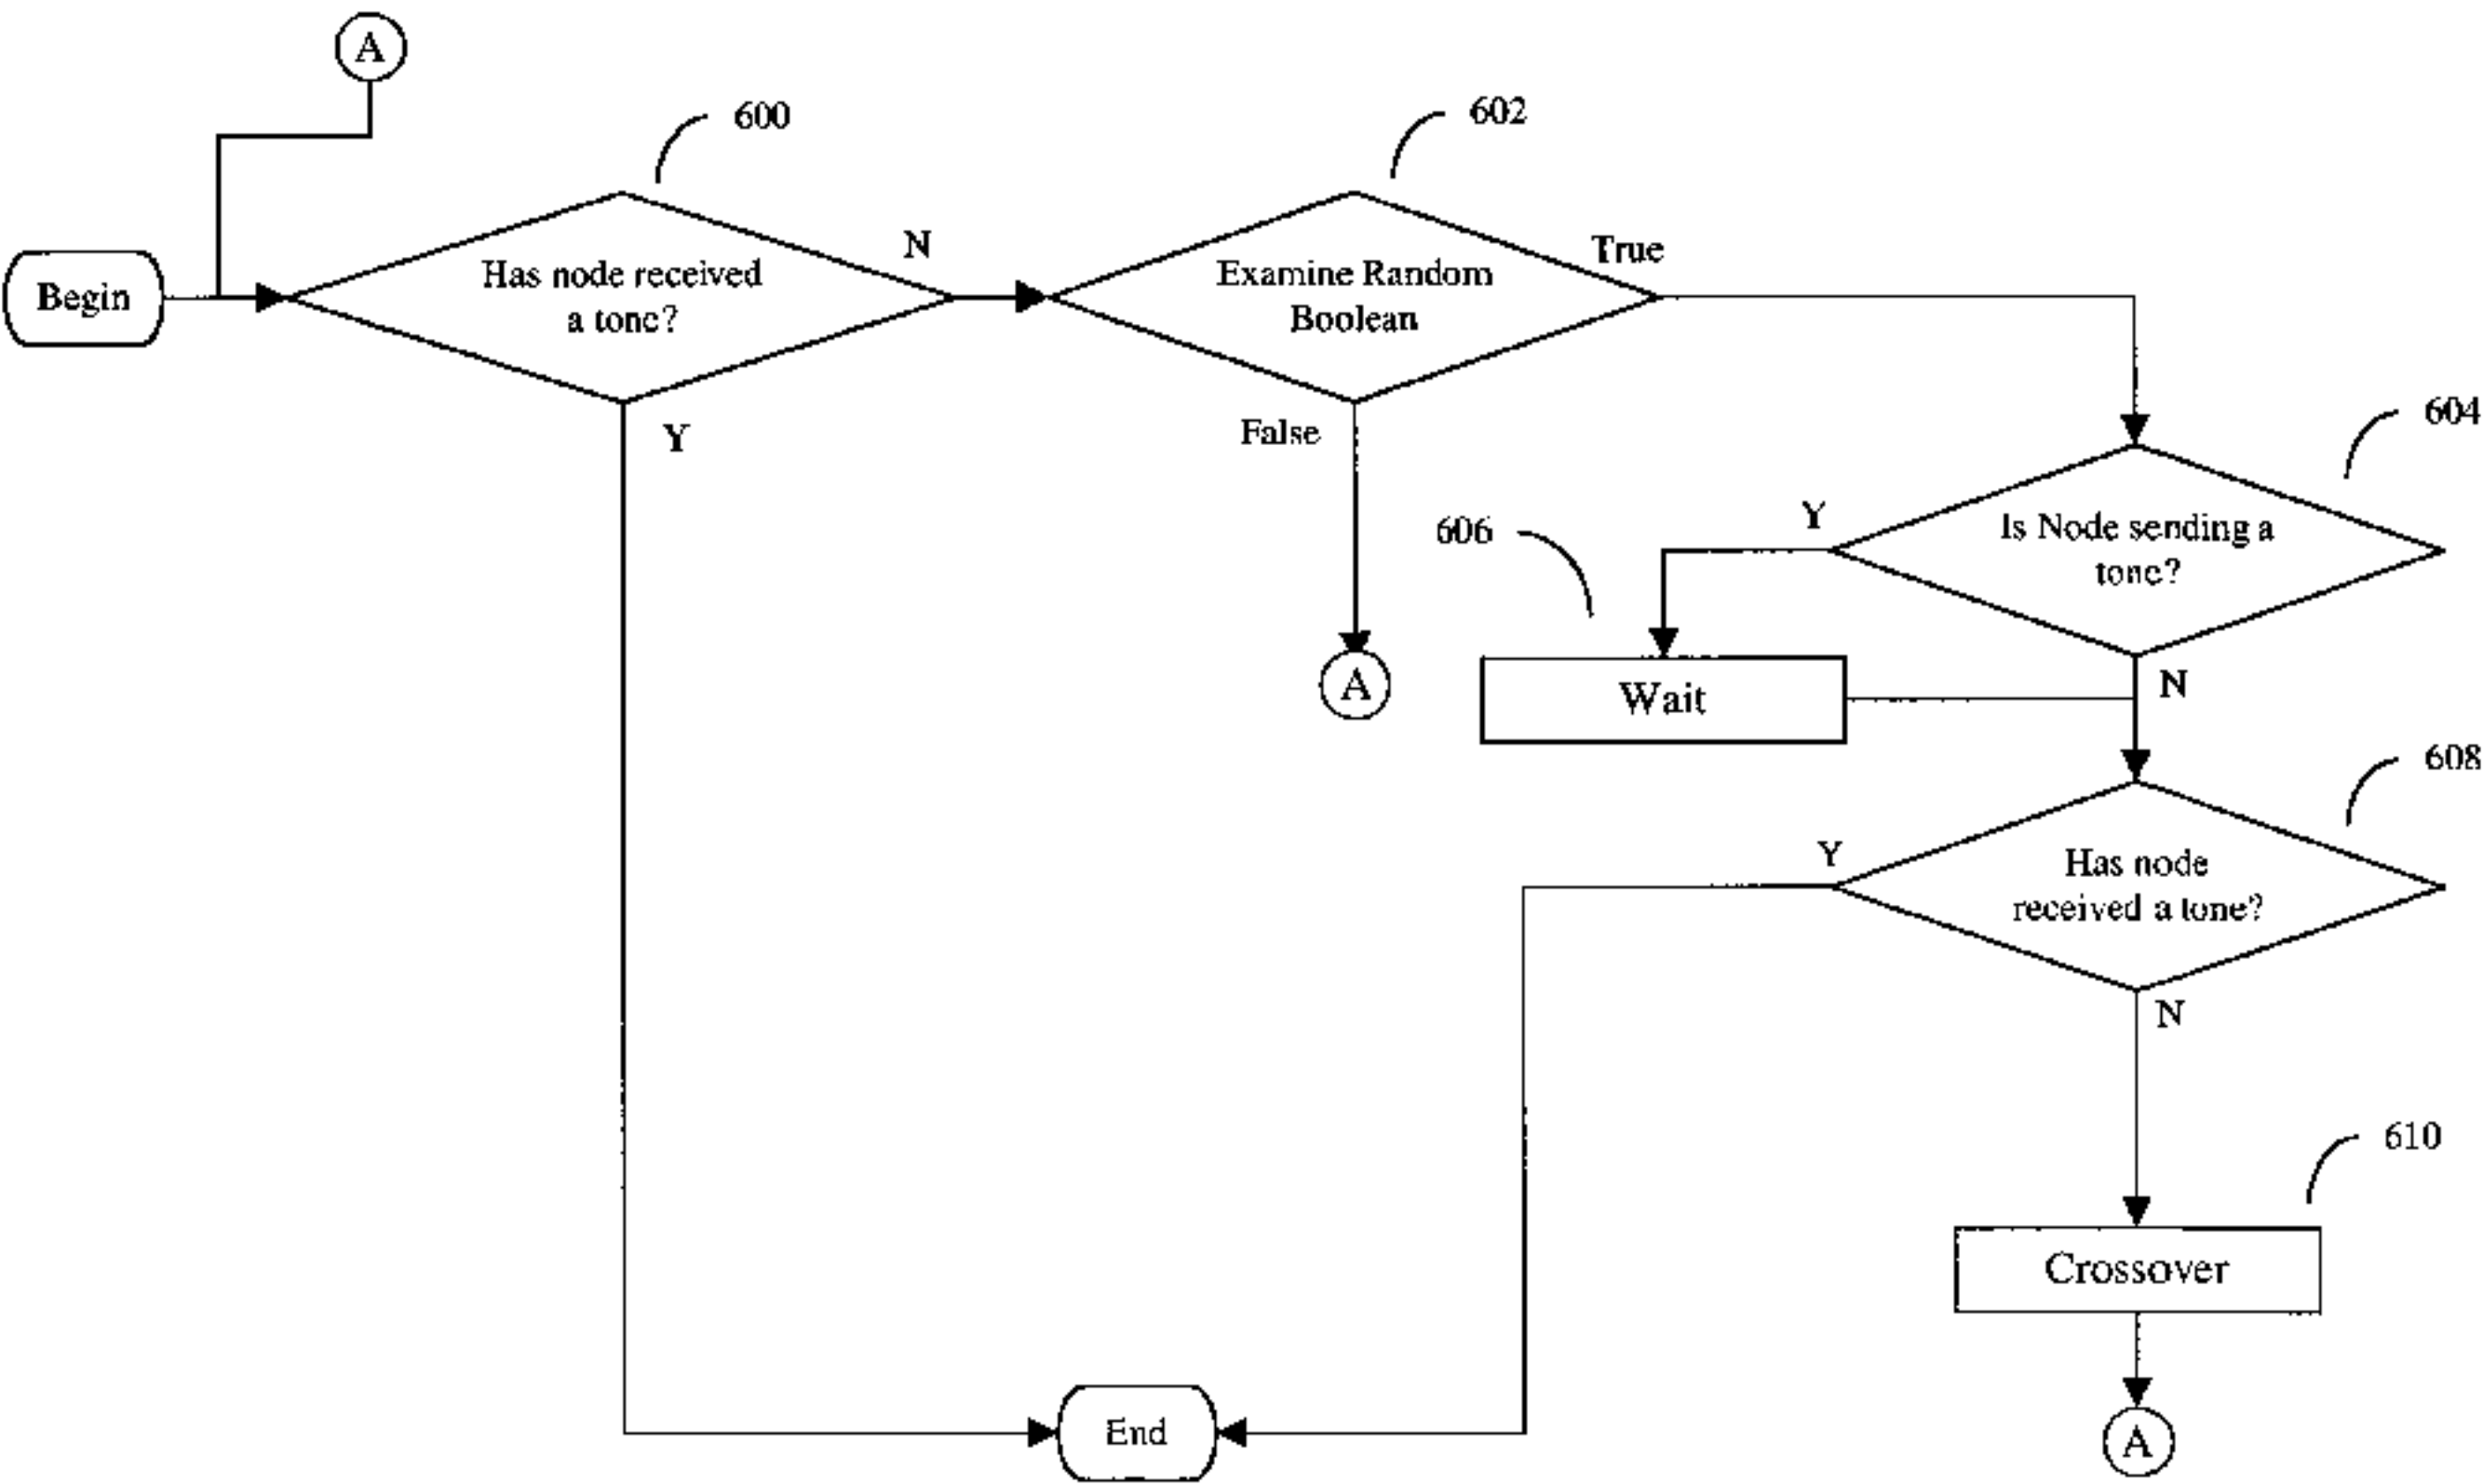 A
600
602
Begin
Has node received
a tone?
N
Y
Examine Random
Boolean
True
False
A
604
Is Node sending a
tone?
Y
N
606
Wait
608
Has node
received a tone?
Y
N
610
Crossover
A
End